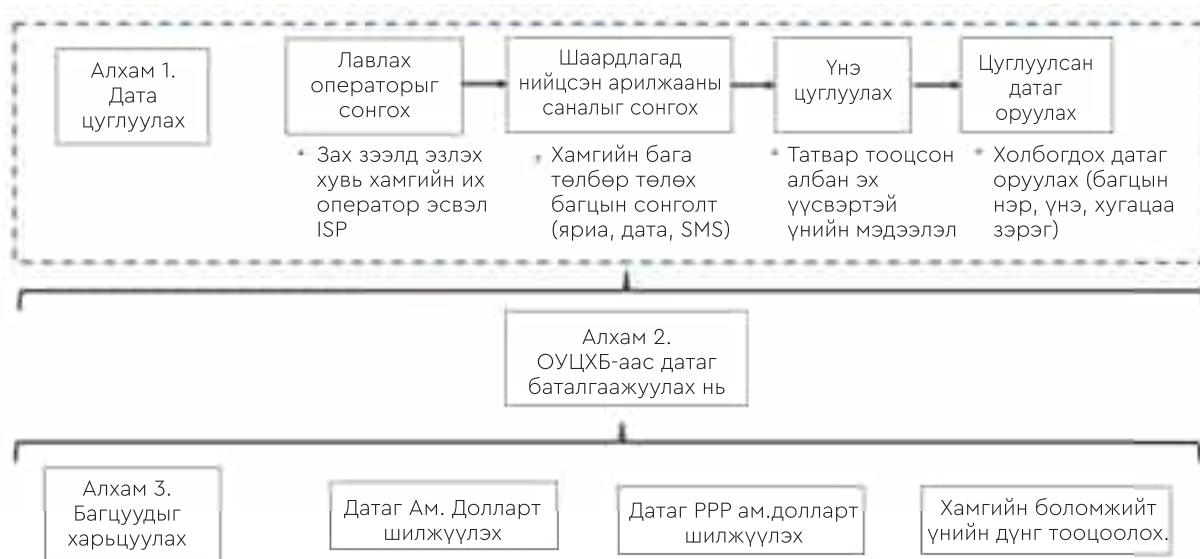 Алхам 1.
Дата
цуглуулах
Лавлах
операторыг
сонгох
Шаардлагад
нийцсэн арилжааны
саналыг сонгох
Үнэ
цуглуулах
Цуглуулсан
датаг
оруулах
• Зах зээлд эзлэх
хувь хамгийн их
оператор эсвэл
ISP
• Хамгийн бага
төлбөр төлөх
багцын сонголт
(яриа, дата, SMS)
• Татвар тооцсон
албан эх
үүсвэртэй
үнийн мэдээлэл
• Холбогдох датаг
оруулах (багцын
нэр, үнэ, хугацаа
зэрэг)
Алхам 2.
ОУЦХБ-аас датаг
баталгаажуулах нь
Алхам 3.
Багцуудыг
харьцуулах
Датаг Ам. Долларт
шилжүүлэх
Датаг PPP ам.долларт
шилжүүлэх
Хамгийн боломжийт
үнийн дүнг тооцоолох.